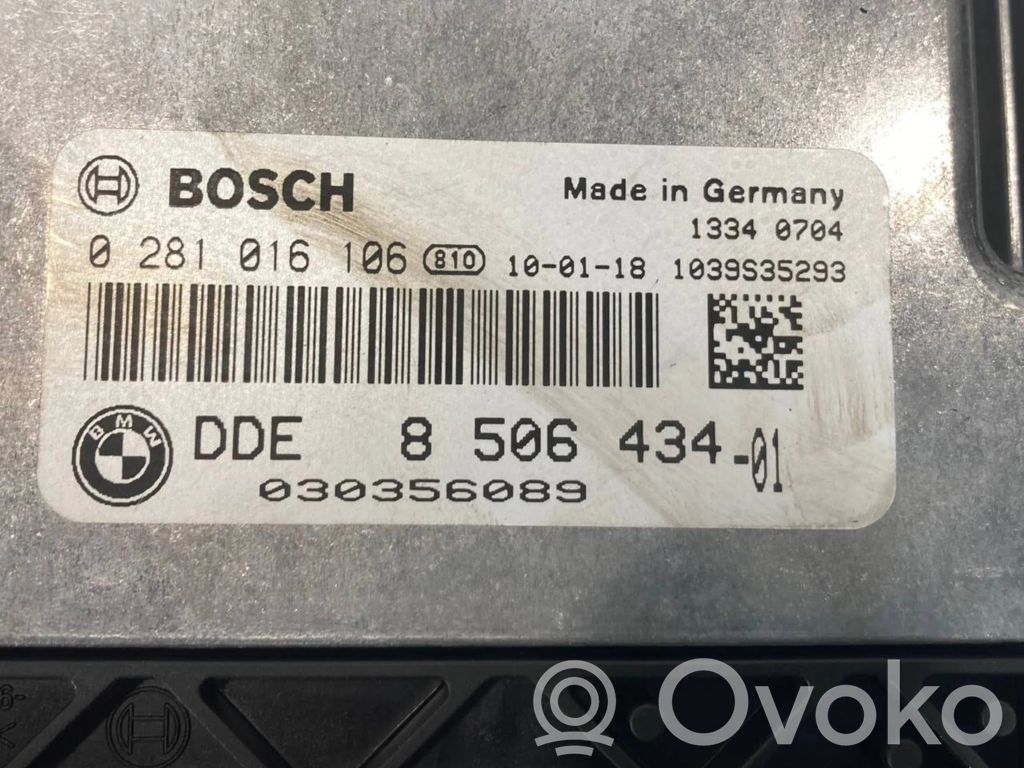 BOSCH
Made in Germany
1334 0704
0 281 016 106 810 10-01-18 1039S35293
BMW
DDE 8 506 434-01
030356089
Ovoko